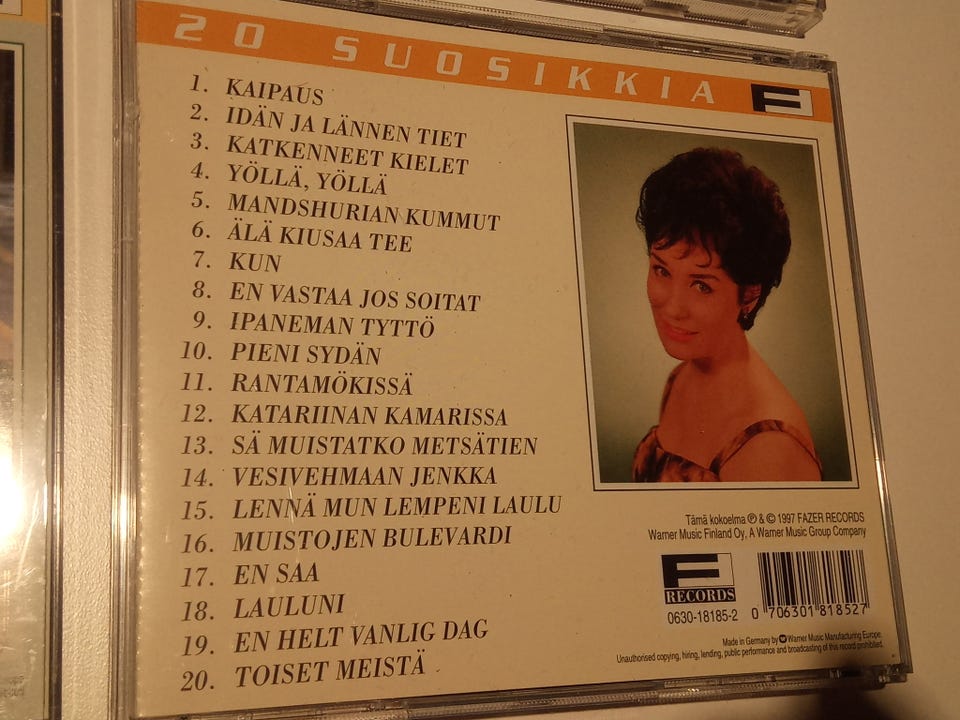 20 SUOSIKKIA F
1. KAIPAUS
2. IDÄN JA LÄNNEN TIET
3. KATKENNEET KIELET
4. YÖLLÄ, YÖLLÄ
5. MANDSHURIAN KUMMUT
6. ÄLÄ KIUSAA TEE
7. KUN
8. EN VASTAA JOS SOITAT
9. IPANEMAN TYTTÖ
10. PIENI SYDÄN
11. RANTAMÖKISSÄ
12. KATARIINAN KAMARISSA
13. SÄ MUISTATKO METSÄTIEN
14. VESIVEHMAAN JENKKA
15. LENNÄ MUN LEMPENI LAULU
16. MUISTOJEN BULEVARDI
17. EN SAA
18. LAULUNI
19. EN HELT VANLIG DAG
20. TOISET MEISTÄ
Tämä kokoelma ℗ & © 1997 FAZER RECORDS
Warner Music Finland Oy, A Warner Music Group Company
F
RECORDS
0630-18185-2
0 706301 818527
Made in Germany by Warner Music Manufacturing Europe.
Unauthorised copying, hiring, lending, public performance and broadcasting of this record prohibited.